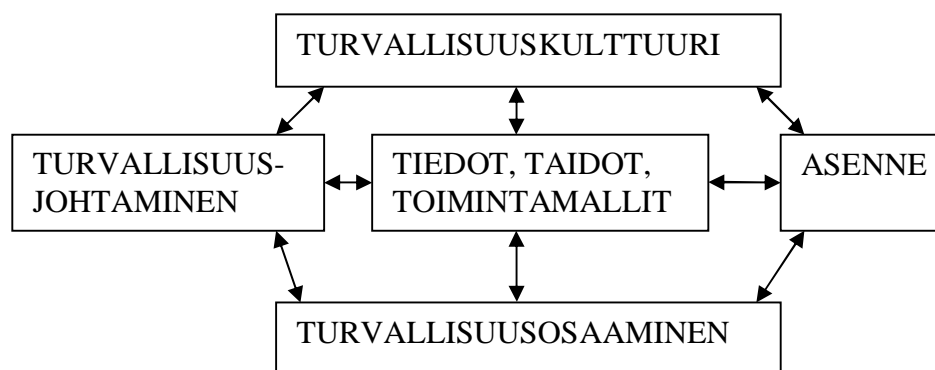 TURVALLISUUSKULTTUURI
TURVALLISUUS-
JOHTAMINEN
TIEDOT, TAIDOT,
TOIMINTAMALLIT
ASENNE
TURVALLISUUSOSAAMINEN